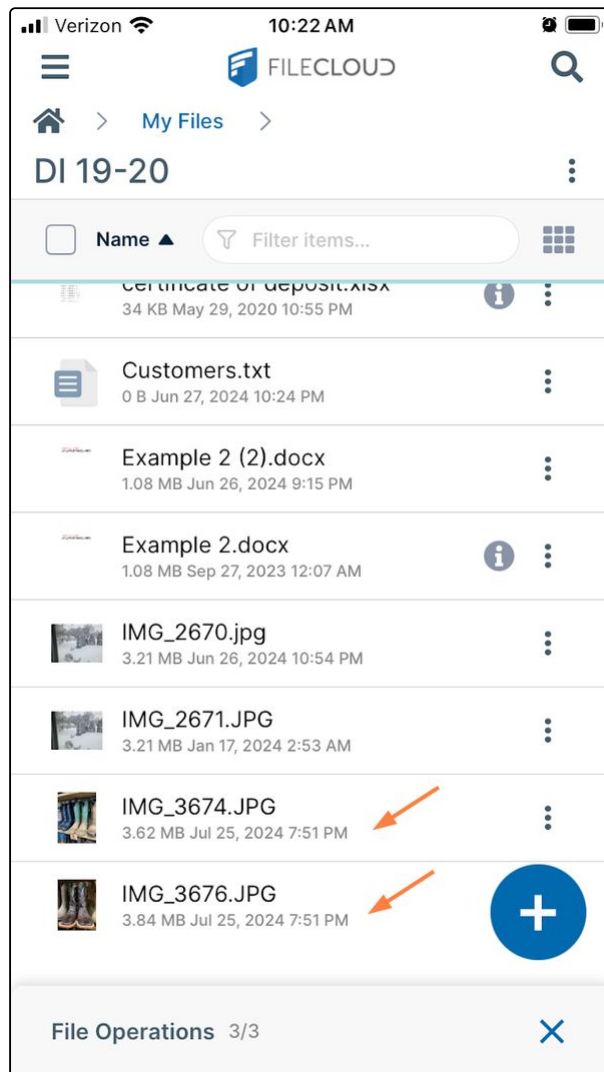 Verizon 10:22 AM
FILECLOUD
> My Files >
DI 19-20
Name ▲ Filter items...
certificate of deposit.xlsx
34 KB May 29, 2020 10:55 PM
Customers.txt
0 B Jun 27, 2024 10:24 PM
Example 2 (2).docx
1.08 MB Jun 26, 2024 9:15 PM
Example 2.docx
1.08 MB Sep 27, 2023 12:07 AM
IMG_2670.jpg
3.21 MB Jun 26, 2024 10:54 PM
IMG_2671.JPG
3.21 MB Jan 17, 2024 2:53 AM
IMG_3674.JPG
3.62 MB Jul 25, 2024 7:51 PM
IMG_3676.JPG
3.84 MB Jul 25, 2024 7:51 PM
File Operations 3/3